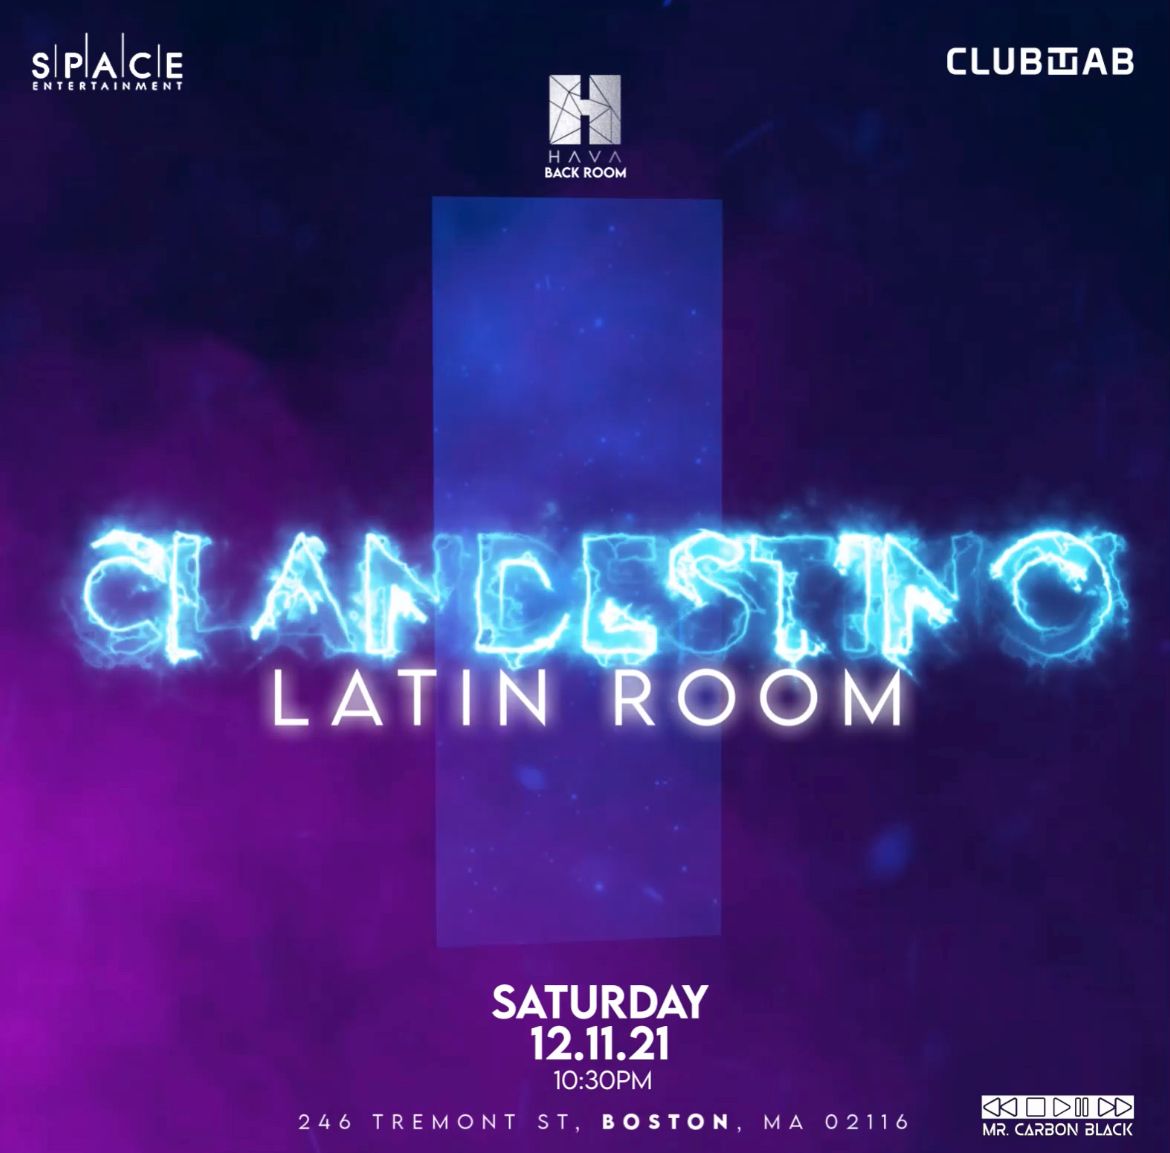 SPACE
ENTERTAINMENT
CLUBTAB
HAVA
BACK ROOM
CLANDESTINO
LATIN ROOM
SATURDAY
12.11.21
10:30PM
246 TREMONT ST, BOSTON, MA 02116
MR. CARBON BLACK